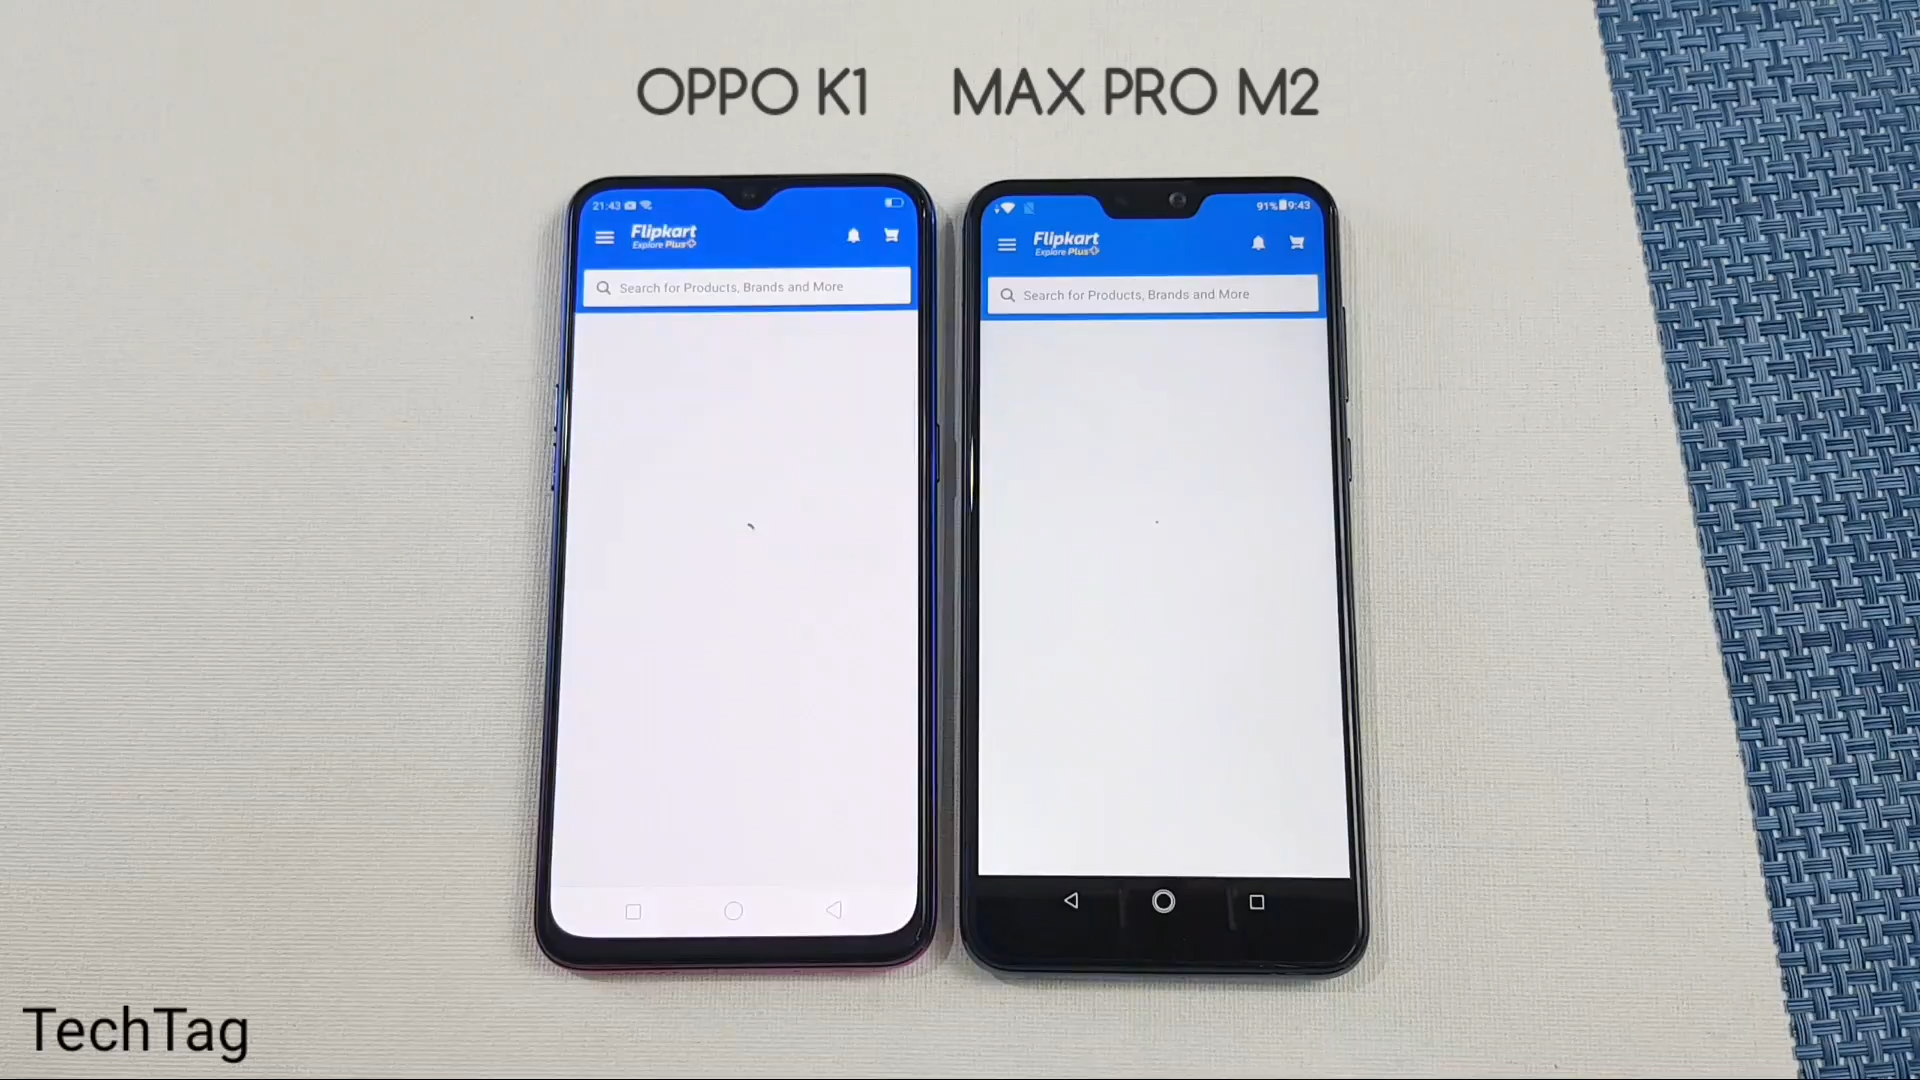 OPPO K1 MAX PRO M2
21:43
Flipkart
Explore Plus
Search for Products, Brands and More
91% 9:43
Flipkart
Explore Plus
Search for Products, Brands and More
TechTag